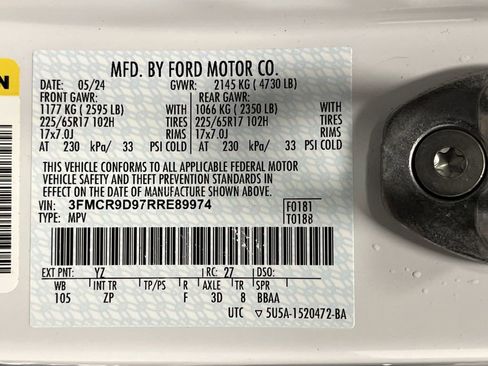 MFD. BY FORD MOTOR CO.
DATE: 05/24 GVWR: 2145 KG ( 4730 LB)
FRONT GAWR: REAR GAWR:
1177 KG ( 2595 LB) WITH 1066 KG ( 2350 LB) WITH
225/65R17 102H TIRES 225/65R17 102H TIRES
17x7.0J RIMS 17x7.0J RIMS
AT 230 kPa/ 33 PSI COLD AT 230 kPa/ 33 PSI COLD
THIS VEHICLE CONFORMS TO ALL APPLICABLE FEDERAL MOTOR
VEHICLE SAFETY AND THEFT PREVENTION STANDARDS IN
EFFECT ON THE DATE OF MANUFACTURE SHOWN ABOVE.
VIN: 3FMCR9D97RRE89974 F0181
TYPE: MPV T0188
EXT PNT: YZ RC: 27 DSO:
WB INT TR TP/PS R AXLE TR SPR
105 ZP F 3D 8 BBAA
UTC ▽ 5U5A-1520472-BA
N